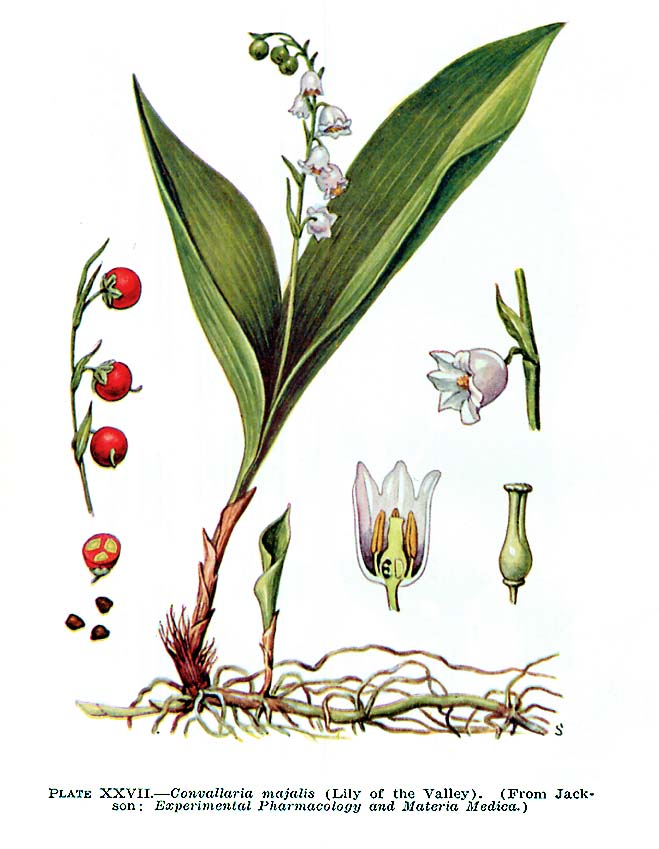 S
PLATE XXVII.—Convallaria majalis (Lily of the Valley). (From Jack-
son: Experimental Pharmacology and Materia Medica.)